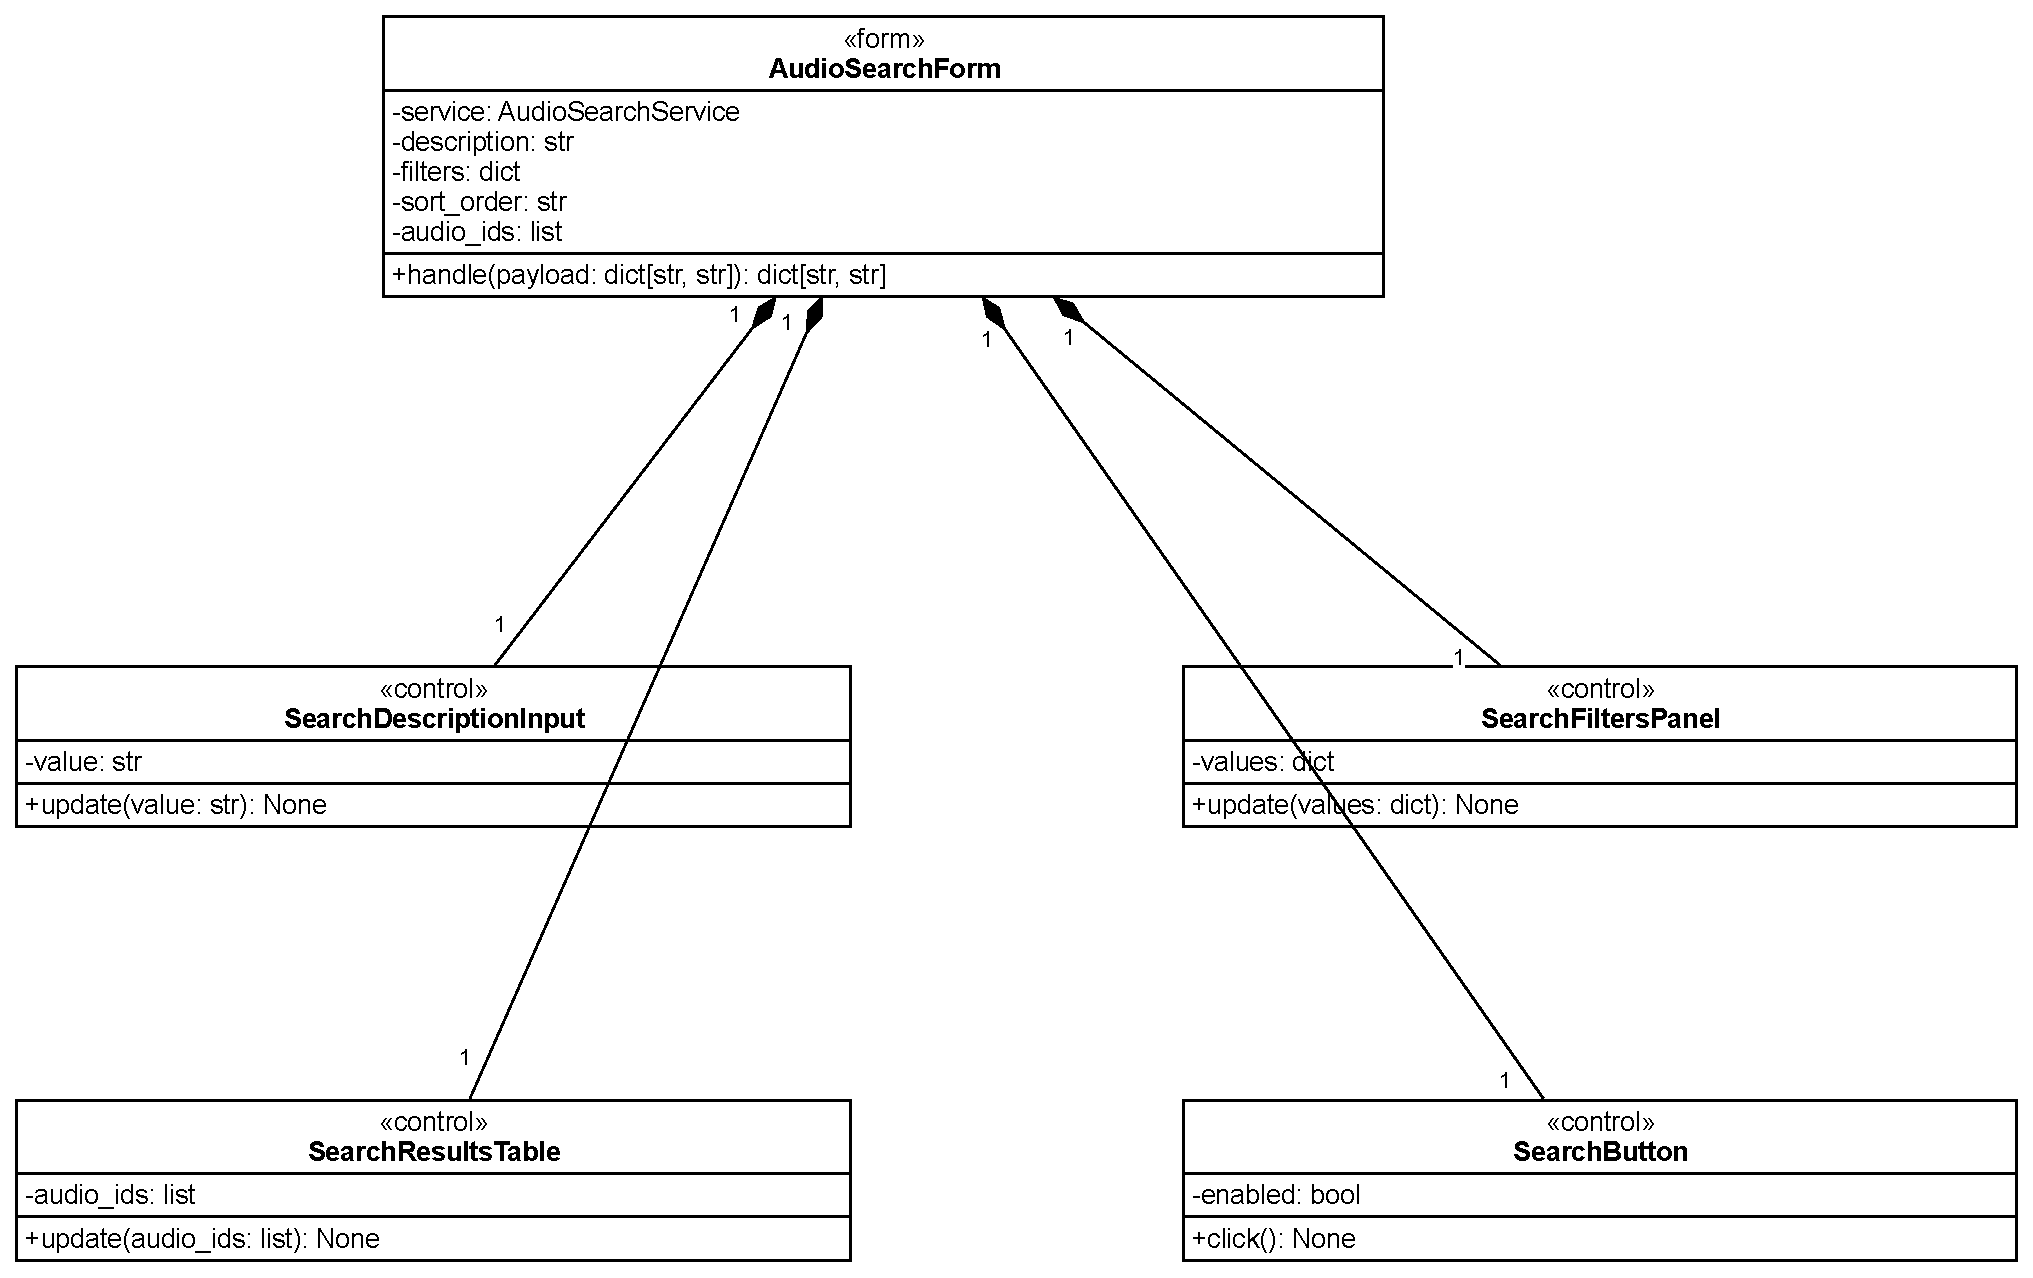 «form»
AudioSearchForm
-service: AudioSearchService
-description: str
-filters: dict
-sort_order: str
-audio_ids: list
+handle(payload: dict[str, str]): dict[str, str]
1
1
1
1
1
1
«control»
SearchDescriptionInput
-value: str
+update(value: str): None
«control»
SearchFiltersPanel
-values: dict
+update(values: dict): None
1
1
«control»
SearchResultsTable
-audio_ids: list
+update(audio_ids: list): None
«control»
SearchButton
-enabled: bool
+click(): None